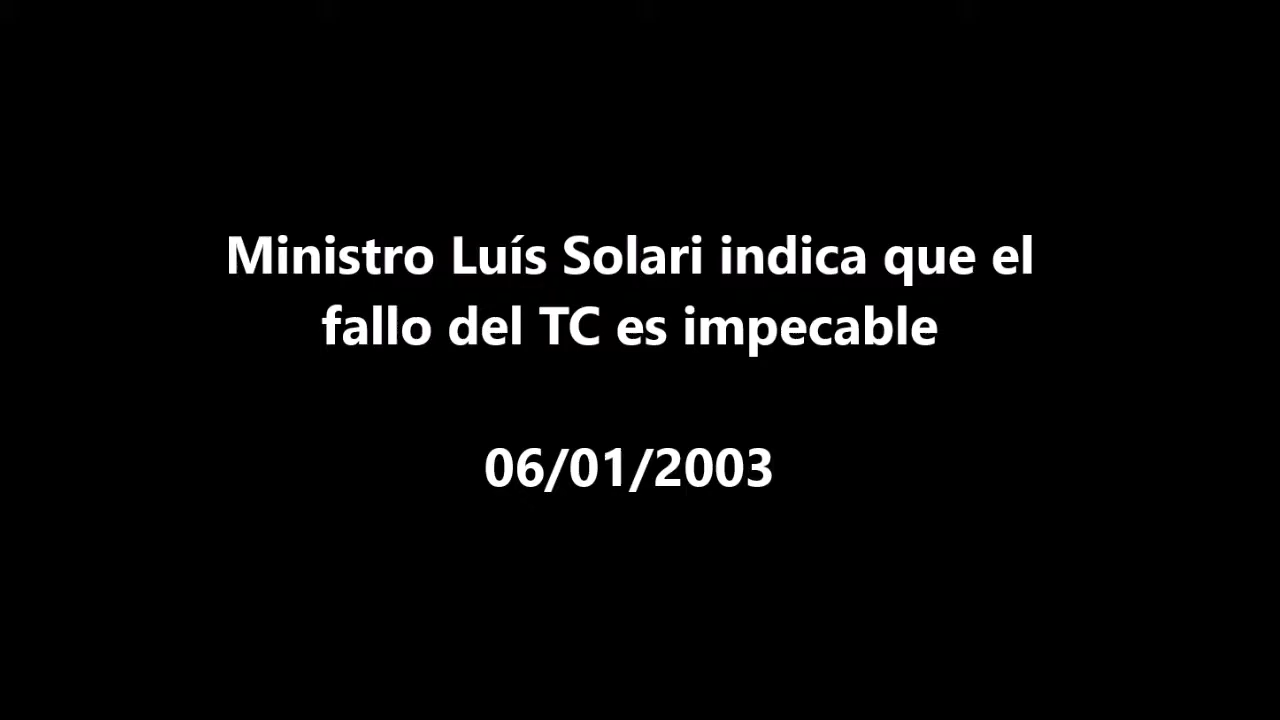 Ministro Luís Solari indica que el
fallo del TC es impecable
06/01/2003